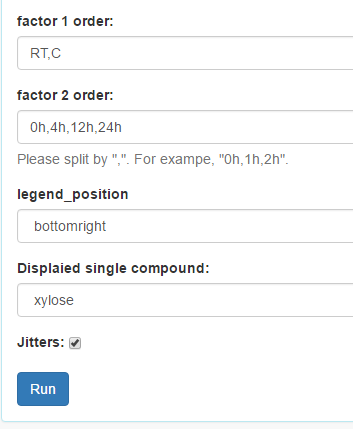 factor 1 order:
RT,C
factor 2 order:
0h,4h,12h,24h
Please split by ",". For exampe, "0h,1h,2h".
legend_position
bottomright
Displaied single compound:
xylose
Jitters:
Run